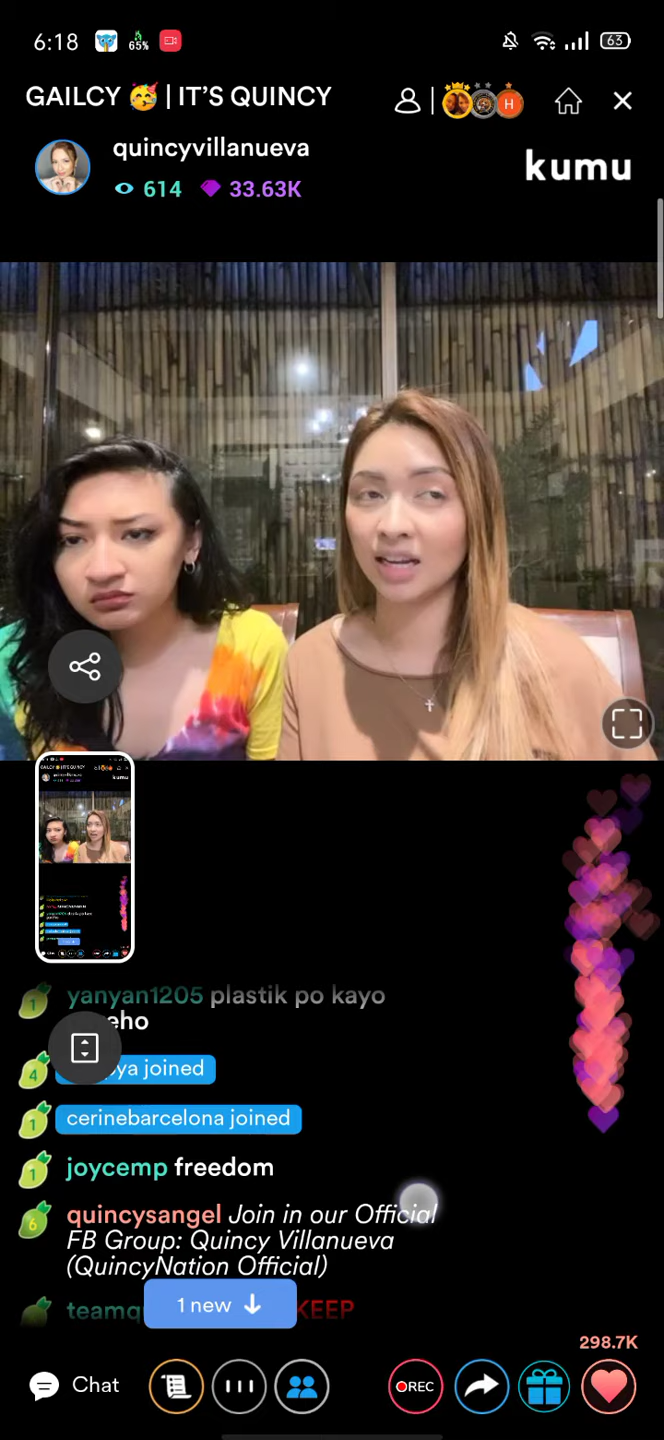 6:18
65%
63
GAILCY 🥳 | IT'S QUINCY
H
quincyvillanueva
614 33.63K
kumu
1 yanyan1205 plastik po kayo
eho
4 ya joined
1 cerinebarcelona joined
1 joycemp freedom
6 quincysangel Join in our Official
FB Group: Quincy Villanueva
(QuincyNation Official)
KEEP
1 new
298.7K
Chat
REC